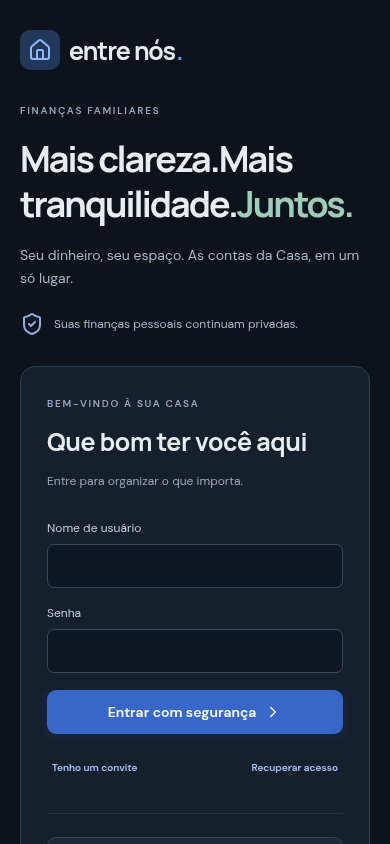 entre nós.
FINANÇAS FAMILIARES
Mais clareza.Mais
tranquilidade.Juntos.
Seu dinheiro, seu espaço. As contas da Casa, em um
só lugar.
Suas finanças pessoais continuam privadas.
BEM-VINDO À SUA CASA
Que bom ter você aqui
Entre para organizar o que importa.
Nome de usuário
Senha
Entrar com segurança
Tenho um convite
Recuperar acesso